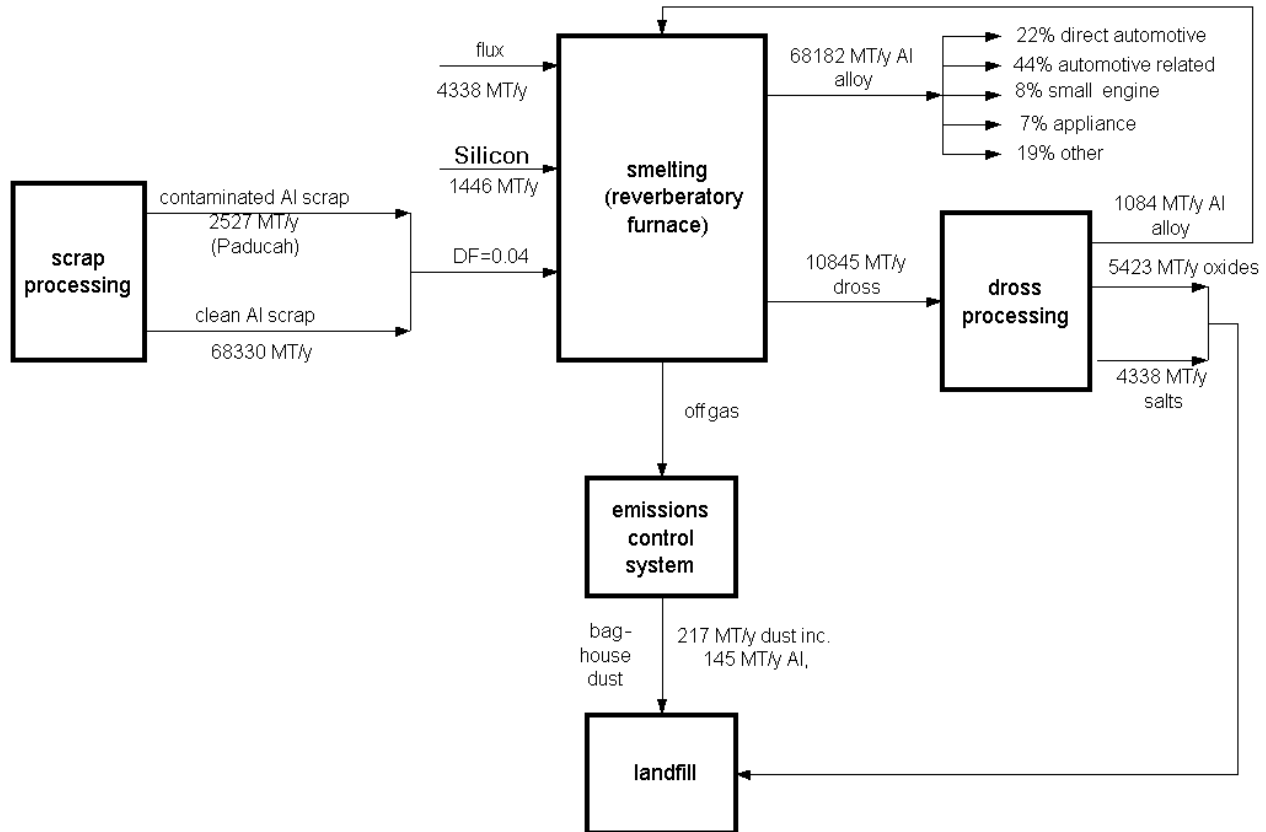 flux
4338 MT/y
Silicon
1446 MT/y
contaminated Al scrap
2527 MT/y
(Paducah)
scrap
processing
DF=0.04
clean Al scrap
68330 MT/y
smelting
(reverberatory
furnace)
68182 MT/y Al
alloy
22% direct automotive
44% automotive related
8% small engine
7% appliance
19% other
10845 MT/y
dross
dross
processing
1084 MT/y Al
alloy
5423 MT/y oxides
4338 MT/y
salts
off gas
emissions
control
system
bag-
house
dust
217 MT/y dust inc.
145 MT/y Al,
landfill